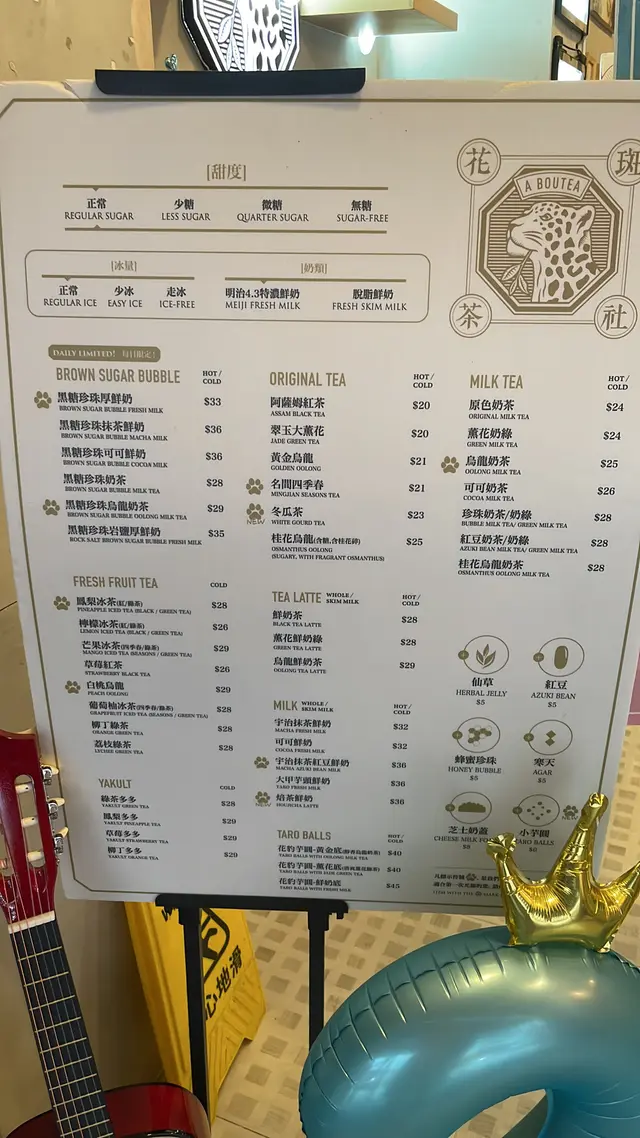 [甜度]
正常 少糖 微糖 無糖
REGULAR SUGAR LESS SUGAR QUARTER SUGAR SUGAR-FREE
[冰量] [奶類]
正常 少冰 走冰 明治4.3特濃鮮奶 脫脂鮮奶
REGULAR ICE EASY ICE ICE-FREE MEIJI FRESH MILK FRESH SKIM MILK
花 斑
A BOUTEA
茶 社
DAILY LIMITED! 每日限定!
BROWN SUGAR BUBBLE HOT / COLD
黑糖珍珠厚鮮奶 $33
BROWN SUGAR BUBBLE FRESH MILK
黑糖珍珠抹茶鮮奶 $36
BROWN SUGAR BUBBLE MACHA MILK
黑糖珍珠可可鮮奶 $36
BROWN SUGAR BUBBLE COCOA MILK
黑糖珍珠奶茶 $28
BROWN SUGAR BUBBLE MILK TEA
黑糖珍珠烏龍奶茶 $29
BROWN SUGAR BUBBLE OOLONG MILK TEA
黑糖珍珠岩鹽厚鮮奶 $35
ROCK SALT BROWN SUGAR BUBBLE FRESH MILK
FRESH FRUIT TEA COLD
鳳梨冰茶(紅/綠茶) $28
PINEAPPLE ICED TEA (BLACK / GREEN TEA)
檸檬冰茶(紅/綠茶) $26
LEMON ICED TEA (BLACK / GREEN TEA)
芒果冰茶(四季春/綠茶) $29
MANGO ICED TEA (SEASONS / GREEN TEA)
草莓紅茶 $26
STRAWBERRY BLACK TEA
白桃烏龍 $29
PEACH OOLONG
葡萄柚冰茶(四季春/綠茶) $28
GRAPEFRUIT ICED TEA (SEASONS / GREEN TEA)
柳丁綠茶 $28
ORANGE GREEN TEA
荔枝綠茶 $28
LYCHEE GREEN TEA
YAKULT COLD
綠茶多多 $28
YAKULT GREEN TEA
鳳梨多多 $29
YAKULT PINEAPPLE TEA
草莓多多 $29
YAKULT STRAWBERRY TEA
柳丁多多 $29
YAKULT ORANGE TEA
ORIGINAL TEA HOT / COLD
阿薩姆紅茶 $20
ASSAM BLACK TEA
翠玉大薰花 $20
JADE GREEN TEA
黃金烏龍 $21
GOLDEN OOLONG
名間四季春 $21
MINGJIAN SEASONS TEA
冬瓜茶 $23
NEW WHITE GOURD TEA
桂花烏龍(含糖,含桂花碎) $25
OSMANTHUS OOLONG
(SUGARY, WITH FRAGRANT OSMANTHUS)
TEA LATTE WHOLE / SKIM MILK HOT / COLD
鮮奶茶 $28
BLACK TEA LATTE
薰花鮮奶綠 $28
GREEN TEA LATTE
烏龍鮮奶茶 $29
OOLONG TEA LATTE
MILK WHOLE / SKIM MILK HOT / COLD
宇治抹茶鮮奶 $32
MACHA FRESH MILK
可可鮮奶 $32
COCOA FRESH MILK
宇治抹茶紅豆鮮奶 $36
MACHA AZUKI BEAN MILK
大甲芋頭鮮奶 $36
TARO FRESH MILK
焙茶鮮奶 $36
NEW HOUJICHA LATTE
TARO BALLS HOT / COLD
花豹芋圓-黃金底 $40
TARO BALLS WITH OOLONG MILK TEA
花豹芋圓-薰花底 $40
TARO BALLS WITH JADE GREEN TEA
花豹芋圓-鮮奶底 $45
TARO BALLS WITH FRESH MILK
MILK TEA HOT / COLD
原色奶茶 $24
ORIGINAL MILK TEA
薰花奶綠 $24
GREEN MILK TEA
烏龍奶茶 $25
OOLONG MILK TEA
可可奶茶 $26
COCOA MILK TEA
珍珠奶茶/奶綠 $28
BUBBLE MILK TEA/ GREEN MILK TEA
紅豆奶茶/奶綠 $28
AZUKI BEAN MILK TEA/ GREEN MILK TEA
桂花烏龍奶茶 $28
OSMANTHUS OOLONG MILK TEA
仙草 紅豆
HERBAL JELLY AZUKI BEAN
$5 $5
蜂蜜珍珠 寒天
HONEY BUBBLE AGAR
$5 $5
芝士奶蓋 小芋圓 NEW
CHEESE MILK TARO BALLS
心地滑